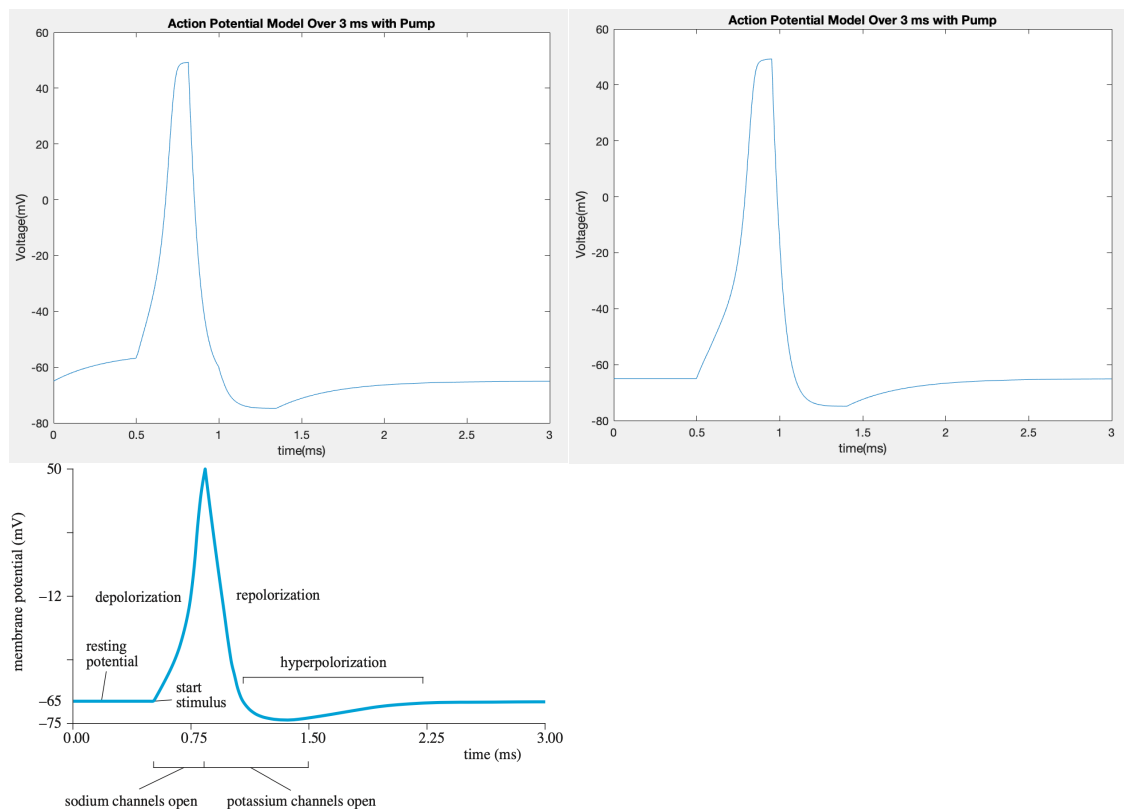 Action Potential Model Over 3 ms with Pump
60
40
20
0
-20
-40
-60
-80
Voltage(mV)
0 0.5 1 1.5 2 2.5 3
time(ms)
Action Potential Model Over 3 ms with Pump
60
40
20
0
-20
-40
-60
-80
Voltage(mV)
0 0.5 1 1.5 2 2.5 3
time(ms)
50
−12
−65
−75
membrane potential (mV)
depolorization
repolorization
resting
potential
hyperpolorization
start
stimulus
0.00 0.75 1.50 2.25 3.00
time (ms)
sodium channels open
potassium channels open